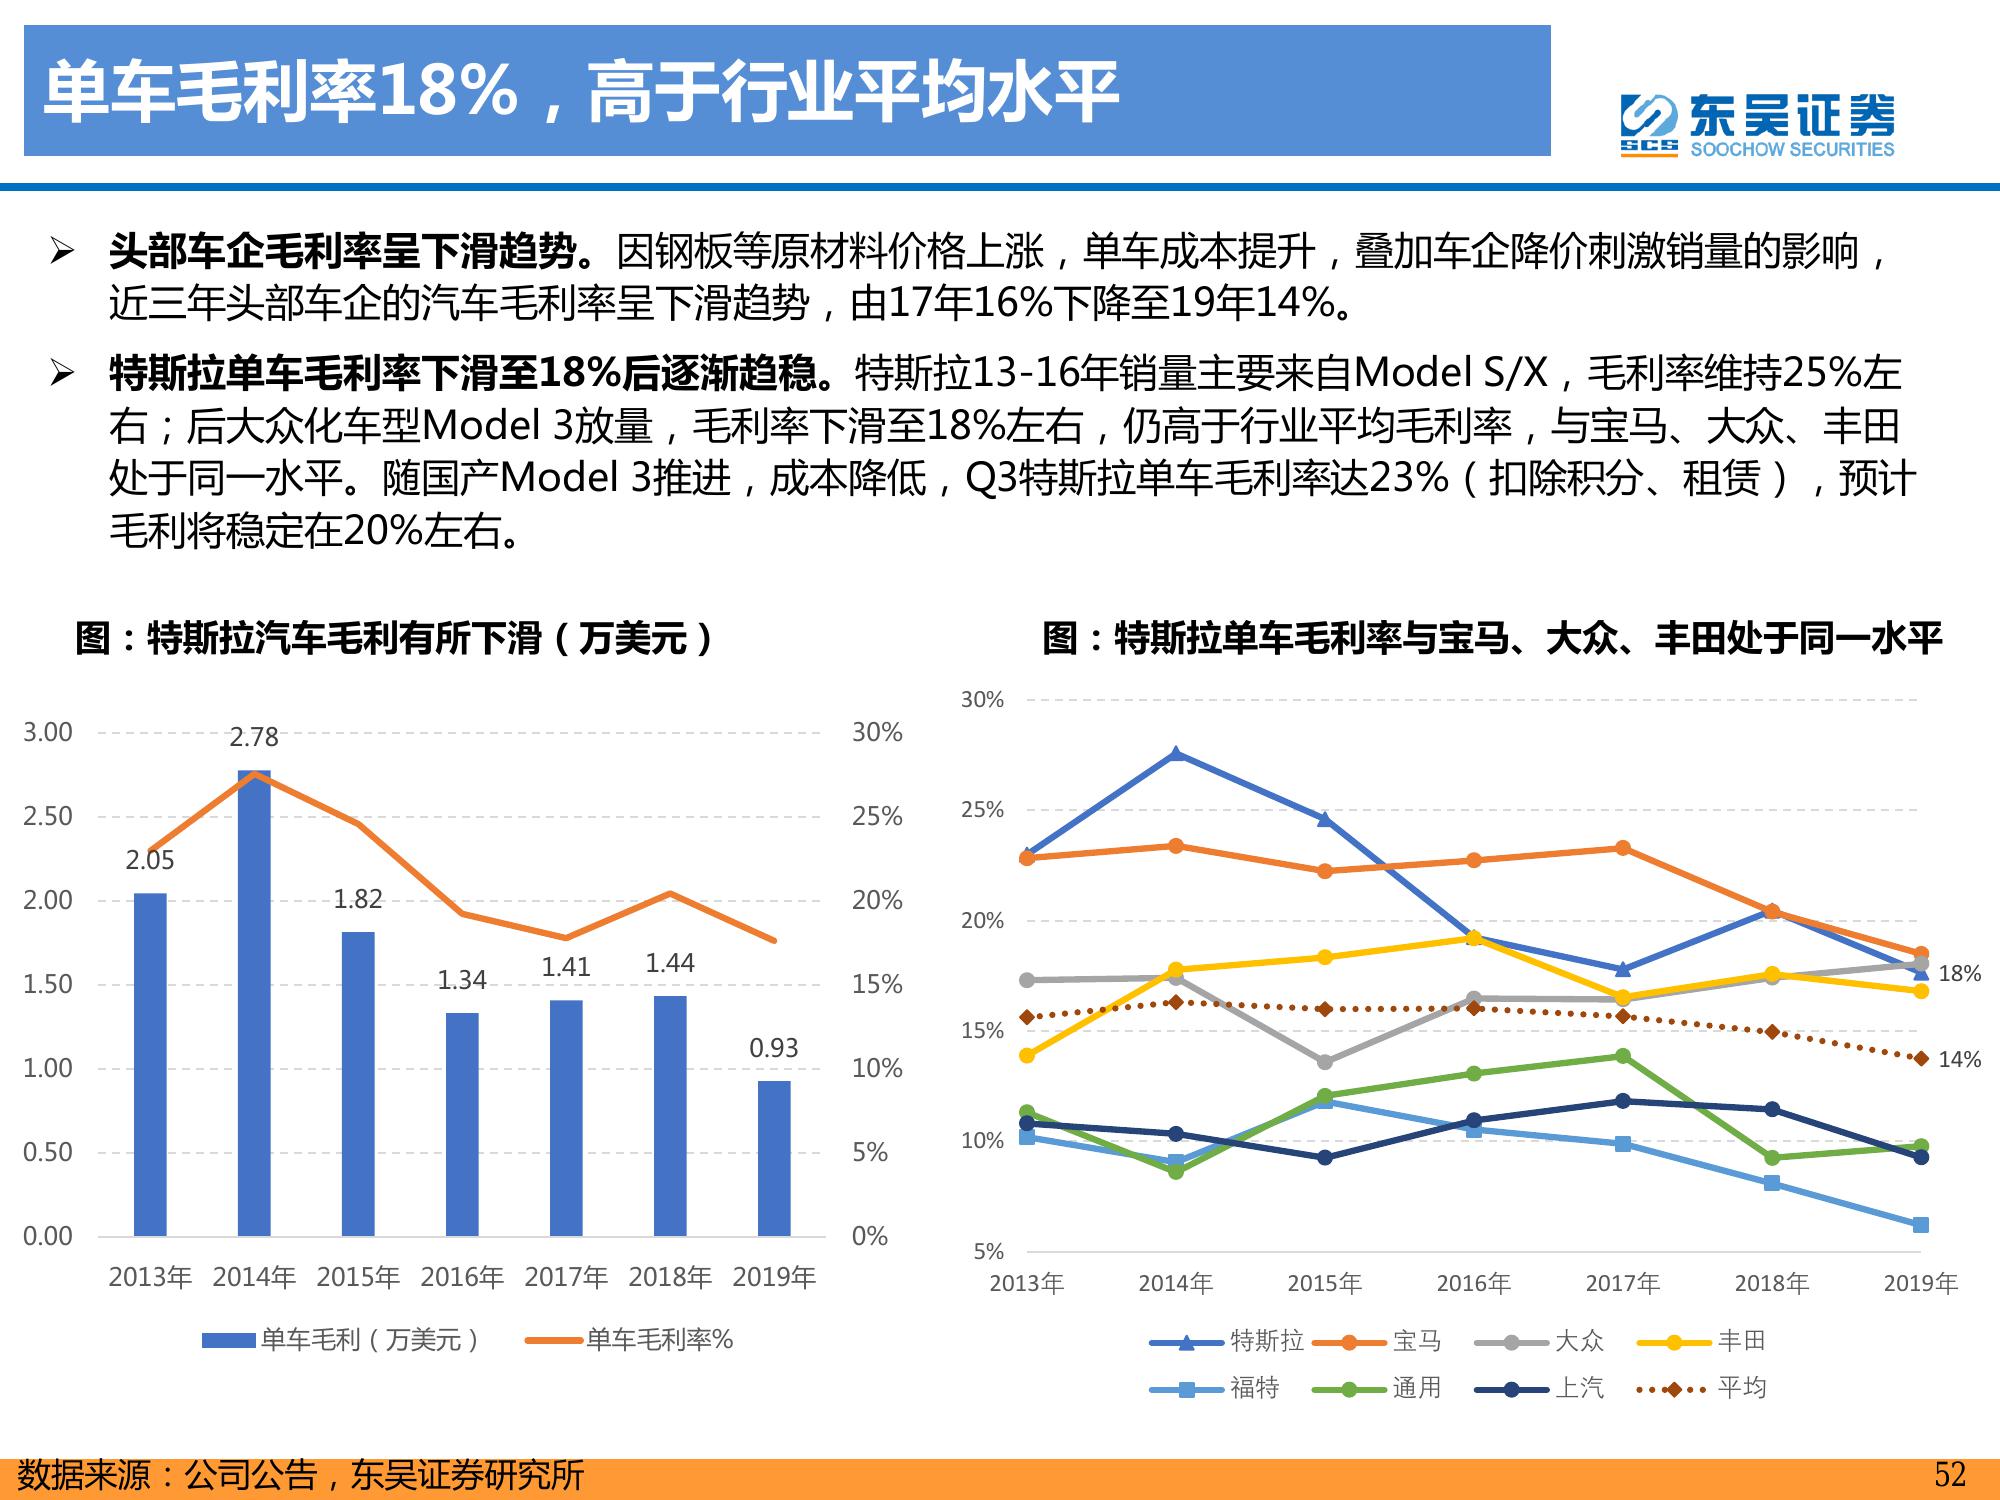 单车毛利率18%，高于行业平均水平
东吴证券
SCS
SOOCHOW SECURITIES
➢ 头部车企毛利率呈下滑趋势。因钢板等原材料价格上涨，单车成本提升，叠加车企降价刺激销量的影响，
近三年头部车企的汽车毛利率呈下滑趋势，由17年16%下降至19年14%。
➢ 特斯拉单车毛利率下滑至18%后逐渐趋稳。特斯拉13-16年销量主要来自Model S/X，毛利率维持25%左
右；后大众化车型Model 3放量，毛利率下滑至18%左右，仍高于行业平均毛利率，与宝马、大众、丰田
处于同一水平。随国产Model 3推进，成本降低，Q3特斯拉单车毛利率达23%（扣除积分、租赁），预计
毛利将稳定在20%左右。
图：特斯拉汽车毛利有所下滑（万美元）
3.00
2.50
2.00
1.50
1.00
0.50
0.00
2.05
2.78
1.82
1.34
1.41
1.44
0.93
30%
25%
20%
15%
10%
5%
0%
2013年 2014年 2015年 2016年 2017年 2018年 2019年
单车毛利（万美元） 单车毛利率%
图：特斯拉单车毛利率与宝马、大众、丰田处于同一水平
30%
25%
20%
15%
10%
5%
18%
14%
2013年 2014年 2015年 2016年 2017年 2018年 2019年
特斯拉 宝马 大众 丰田
福特 通用 上汽 平均
数据来源：公司公告，东吴证券研究所
52